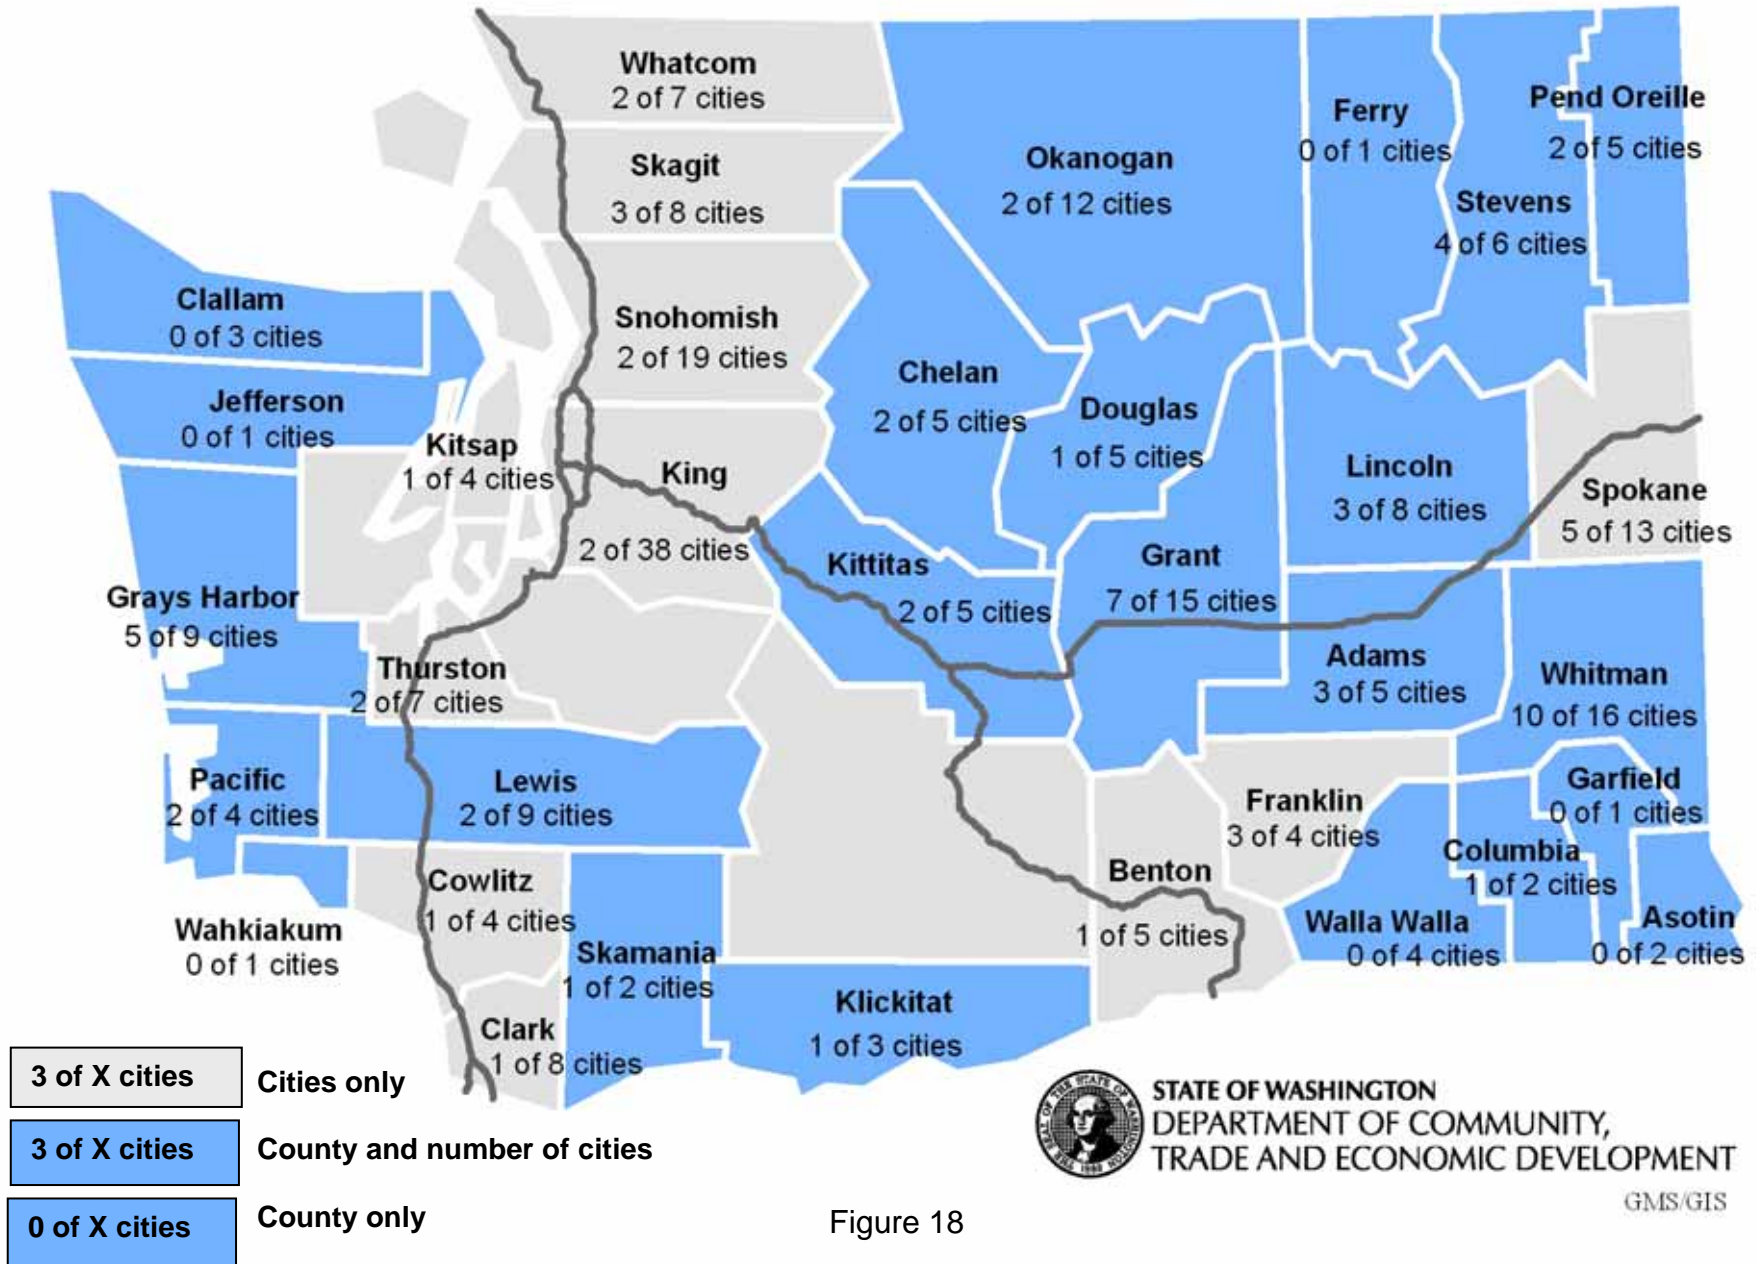 Whatcom
2 of 7 cities
Skagit
3 of 8 cities
Snohomish
2 of 19 cities
King
2 of 38 cities
Kitsap
1 of 4 cities
Clallam
0 of 3 cities
Jefferson
0 of 1 cities
Grays Harbor
5 of 9 cities
Thurston
2 of 7 cities
Pacific
2 of 4 cities
Lewis
2 of 9 cities
Wahkiakum
0 of 1 cities
Cowlitz
1 of 4 cities
Clark
1 of 8 cities
Skamania
1 of 2 cities
Klickitat
1 of 3 cities
Okanogan
2 of 12 cities
Chelan
2 of 5 cities
Douglas
1 of 5 cities
Kittitas
2 of 5 cities
Grant
7 of 15 cities
Benton
1 of 5 cities
Franklin
3 of 4 cities
Ferry
0 of 1 cities
Stevens
4 of 6 cities
Pend Oreille
2 of 5 cities
Lincoln
3 of 8 cities
Spokane
5 of 13 cities
Adams
3 of 5 cities
Whitman
10 of 16 cities
Garfield
0 of 1 cities
Columbia
1 of 2 cities
Walla Walla
0 of 4 cities
Asotin
0 of 2 cities
3 of X cities
Cities only
3 of X cities
County and number of cities
0 of X cities
County only
Figure 18
STATE OF WASHINGTON
DEPARTMENT OF COMMUNITY,
TRADE AND ECONOMIC DEVELOPMENT
GMS/GIS
THE SEAL OF THE STATE OF WASHINGTON
1889